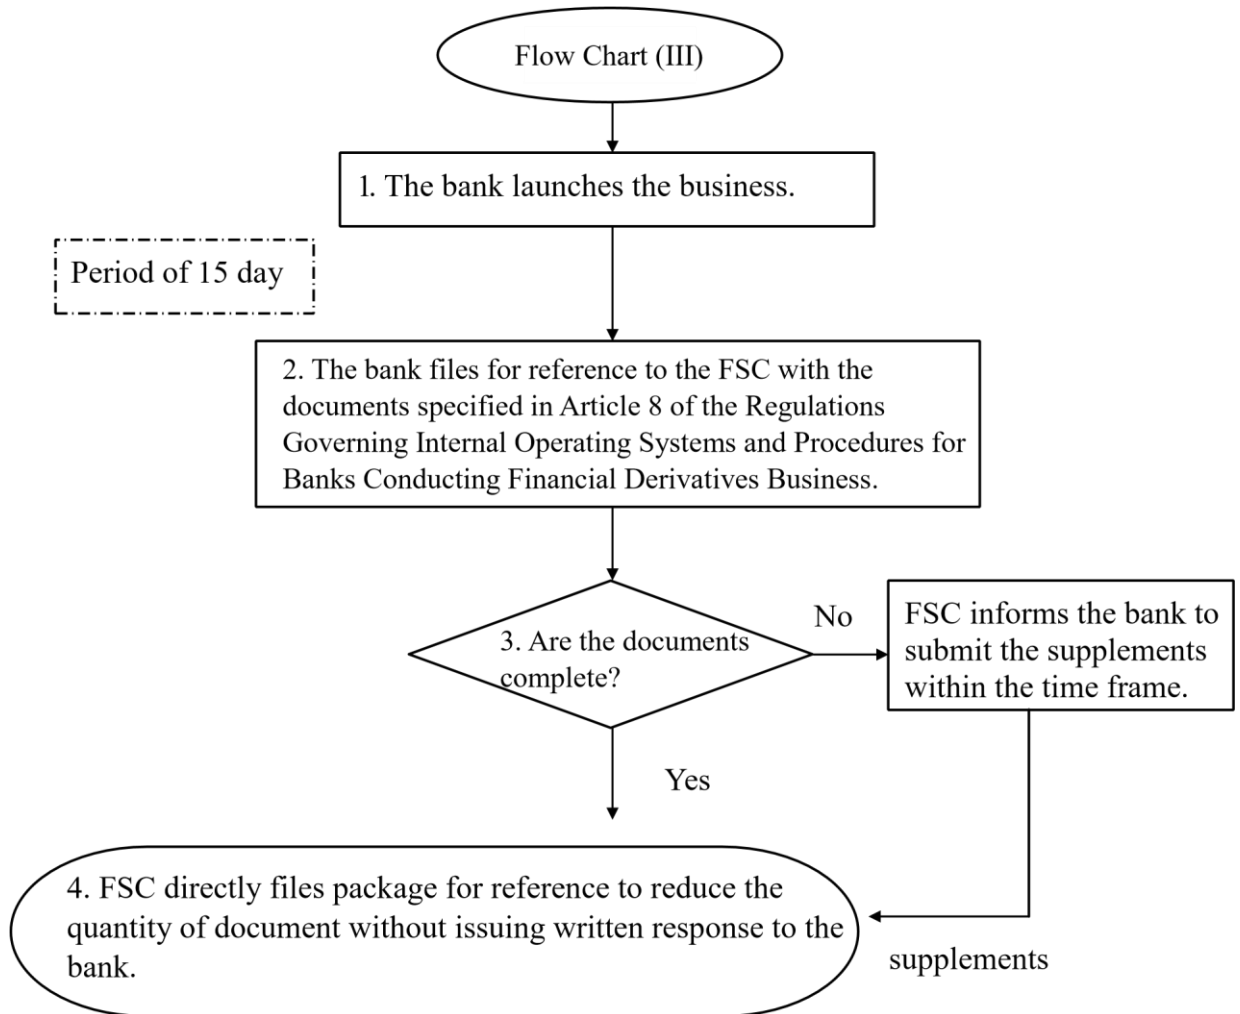 Flow Chart (III)
1. The bank launches the business.
Period of 15 day
2. The bank files for reference to the FSC with the
documents specified in Article 8 of the Regulations
Governing Internal Operating Systems and Procedures for
Banks Conducting Financial Derivatives Business.
3. Are the documents
complete?
No
FSC informs the bank to
submit the supplements
within the time frame.
Yes
4. FSC directly files package for reference to reduce the
quantity of document without issuing written response to the
bank.
supplements